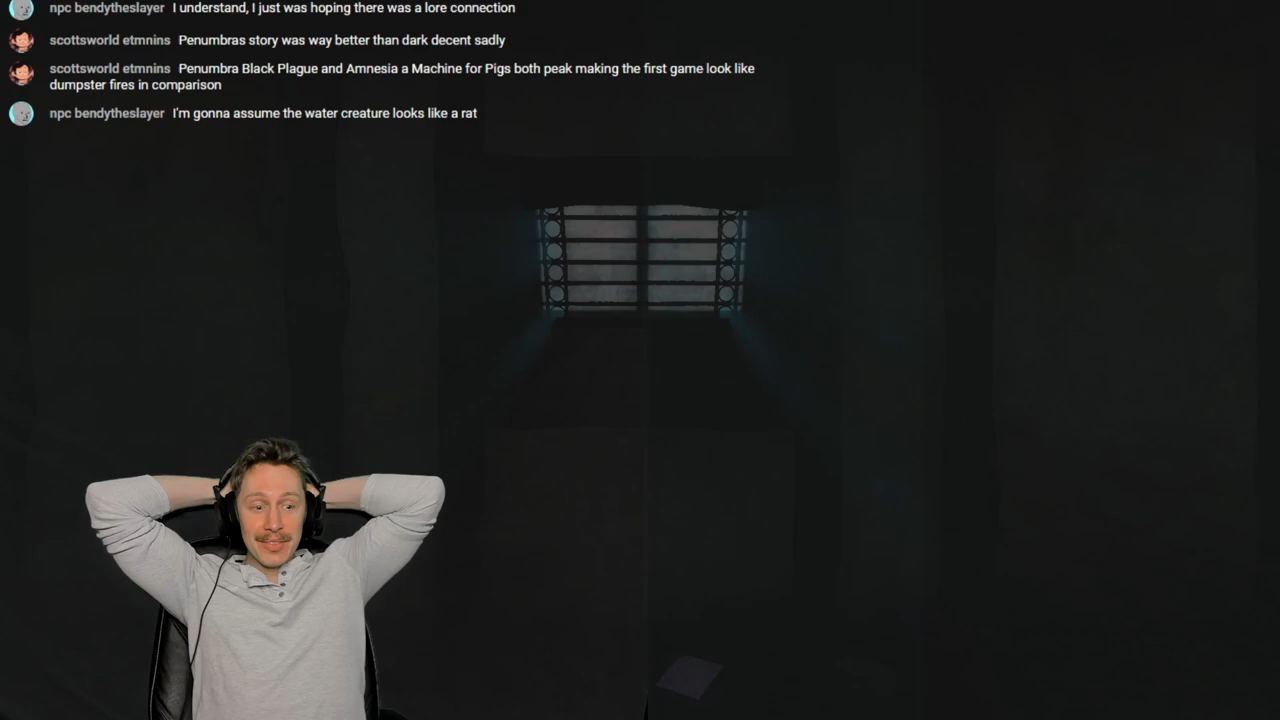 npc bendytheslayer I understand, I just was hoping there was a lore connection
scottsworld etmnins Penumbras story was way better than dark decent sadly
scottsworld etmnins Penumbra Black Plague and Amnesia a Machine for Pigs both peak making the first game look like
dumpster fires in comparison
npc bendytheslayer I'm gonna assume the water creature looks like a rat